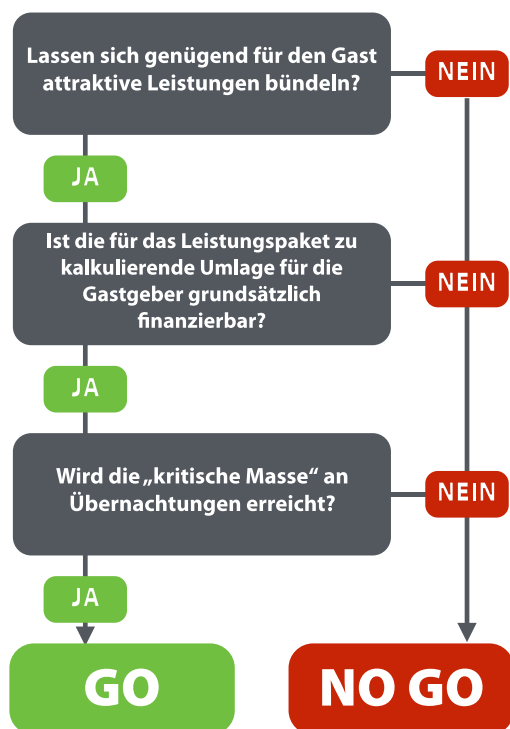 Lassen sich genügend für den Gast
attraktive Leistungen bündeln?
NEIN
JA
Ist die für das Leistungspaket zu
kalkulierende Umlage für die
Gastgeber grundsätzlich
finanzierbar?
NEIN
JA
Wird die „kritische Masse“ an
Übernachtungen erreicht?
NEIN
JA
GO
NO GO